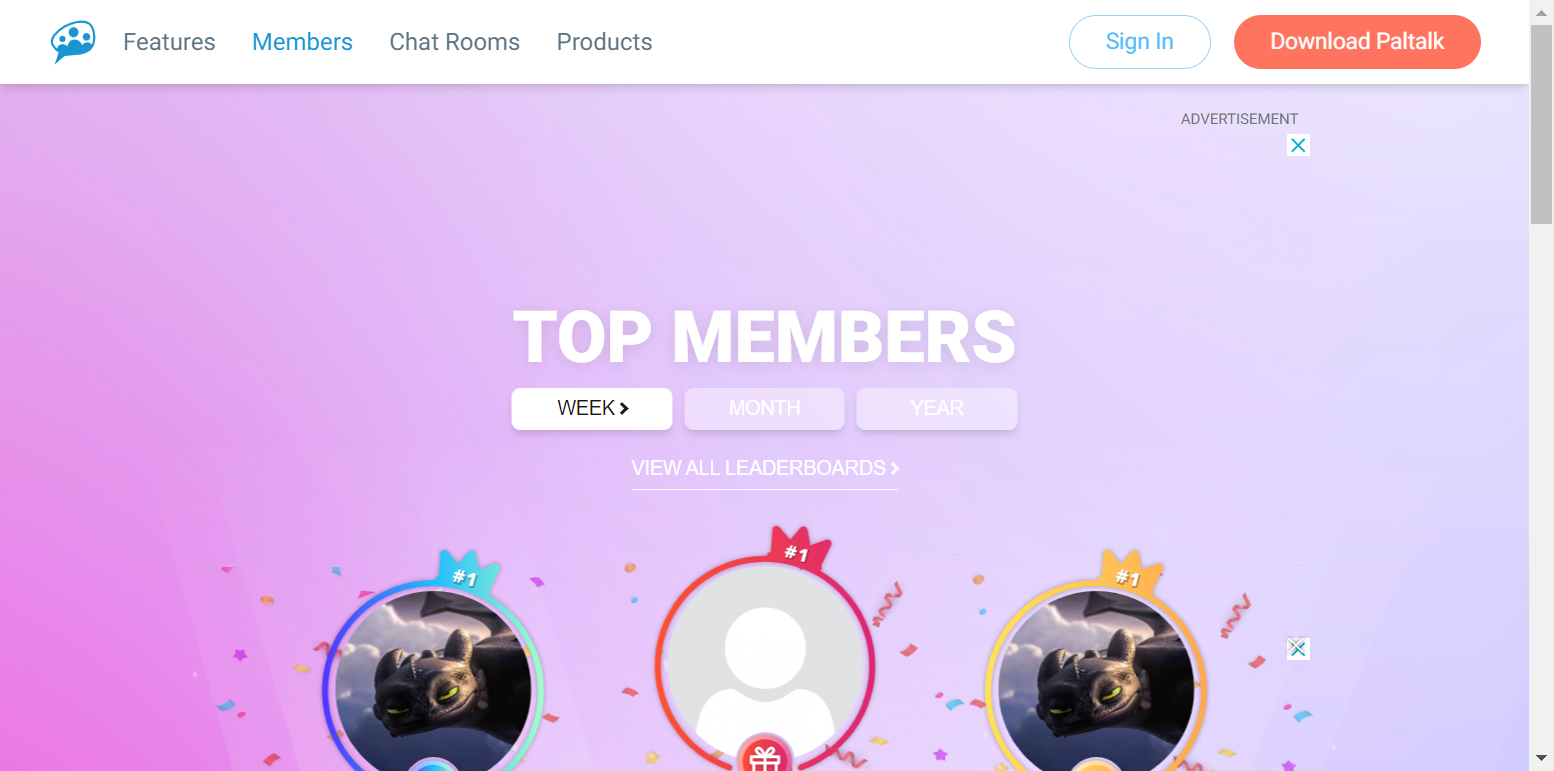 Features Members Chat Rooms Products Sign In Download Paltalk
ADVERTISEMENT
TOP MEMBERS
WEEK MONTH YEAR
VIEW ALL LEADERBOARDS
#1 #1 #1